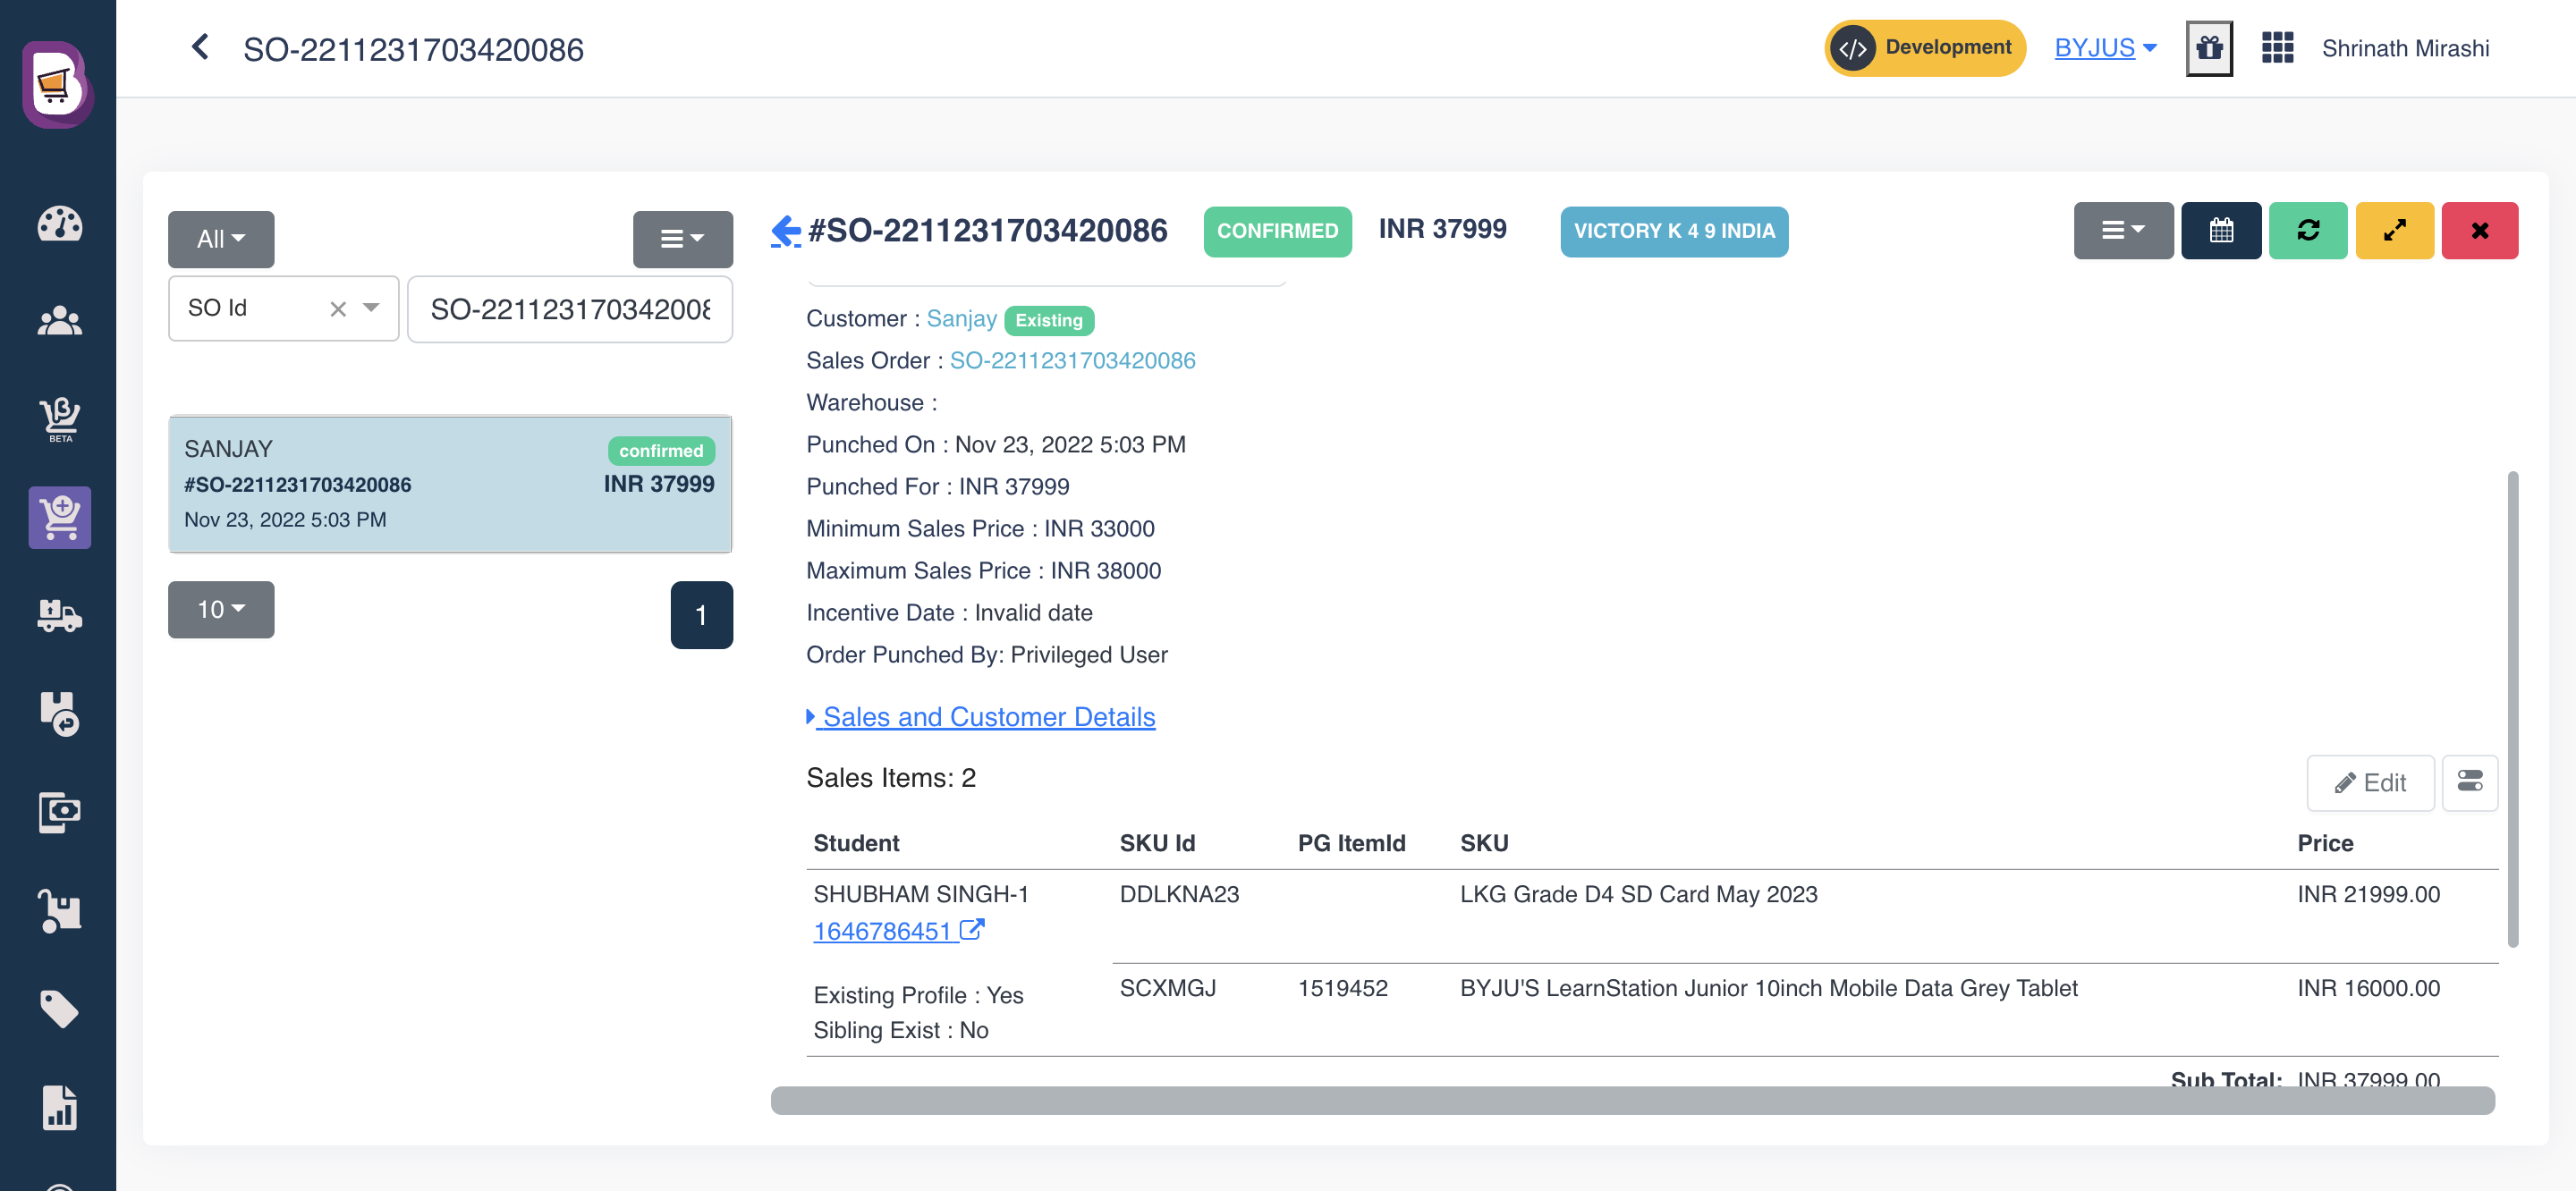 SO-2211231703420086
Development
BYJUS
Shrinath Mirashi
BETA
All
SO Id
SO-221123170342008
SANJAY
confirmed
#SO-2211231703420086
INR 37999
Nov 23, 2022 5:03 PM
10
1
#SO-2211231703420086
CONFIRMED
INR 37999
VICTORY K 4 9 INDIA
Customer : Sanjay Existing
Sales Order : SO-2211231703420086
Warehouse :
Punched On : Nov 23, 2022 5:03 PM
Punched For : INR 37999
Minimum Sales Price : INR 33000
Maximum Sales Price : INR 38000
Incentive Date : Invalid date
Order Punched By: Privileged User
Sales and Customer Details
Sales Items: 2
Edit
Student SKU Id PG ItemId SKU Price
SHUBHAM SINGH-1 DDLKNA23 LKG Grade D4 SD Card May 2023 INR 21999.00
1646786451
SCXMGJ 1519452 BYJU'S LearnStation Junior 10inch Mobile Data Grey Tablet INR 16000.00
Existing Profile : Yes
Sibling Exist : No
Sub Total: INR 37999.00